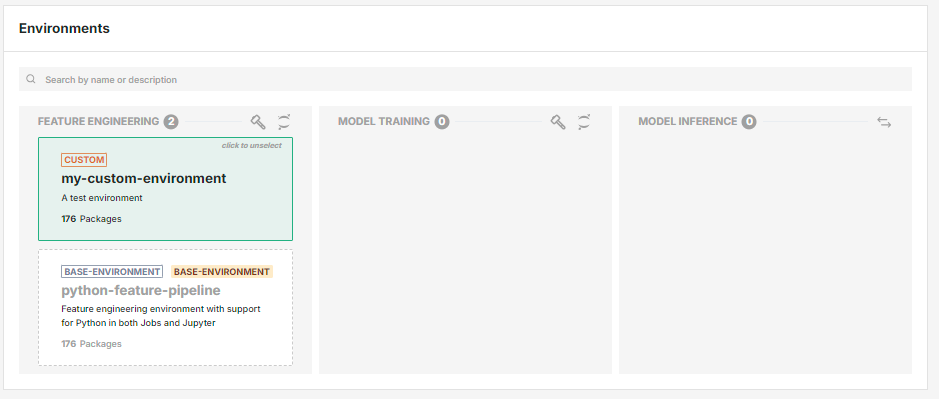 Environments
Search by name or description
FEATURE ENGINEERING 2
click to unselect
CUSTOM
my-custom-environment
A test environment
176 Packages
BASE-ENVIRONMENT BASE-ENVIRONMENT
python-feature-pipeline
Feature engineering environment with support
for Python in both Jobs and Jupyter
176 Packages
MODEL TRAINING 0
MODEL INFERENCE 0